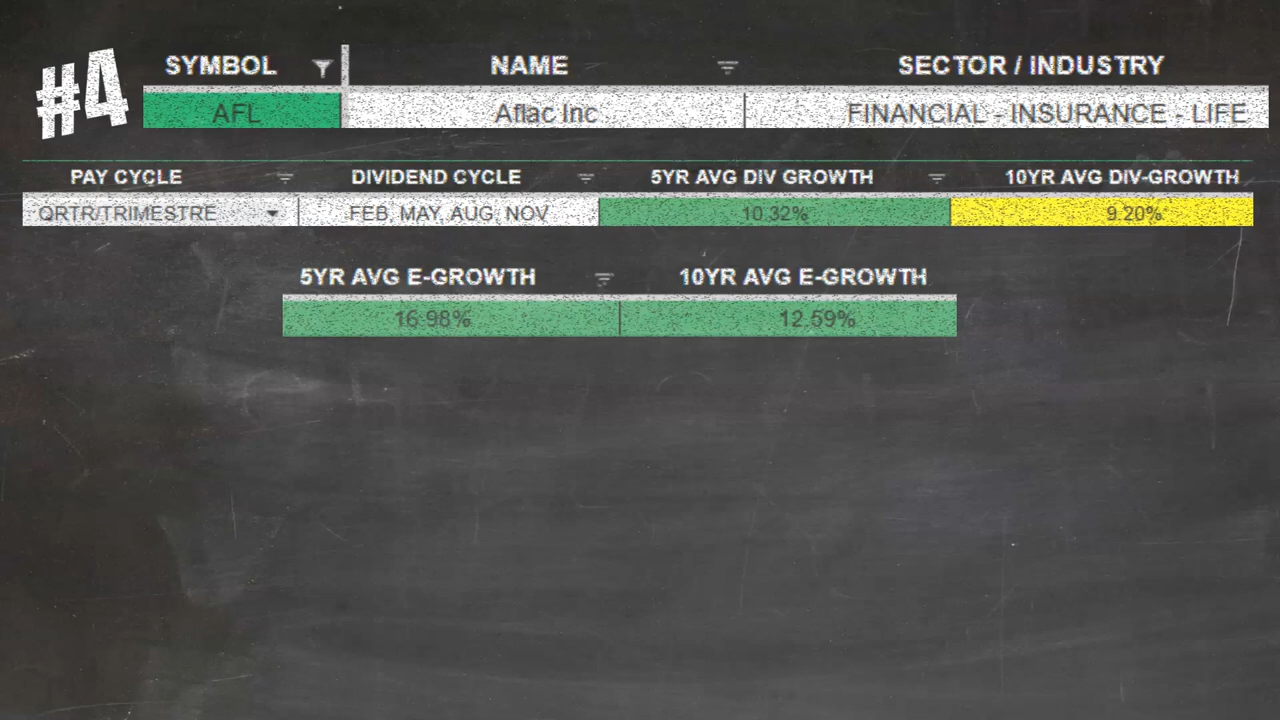 #4
SYMBOL NAME SECTOR / INDUSTRY
AFL Aflac Inc FINANCIAL - INSURANCE - LIFE
PAY CYCLE DIVIDEND CYCLE 5YR AVG DIV GROWTH 10YR AVG DIV-GROWTH
QRTR/TRIMESTRE FEB, MAY, AUG, NOV 10.32% 9.20%
5YR AVG E-GROWTH 10YR AVG E-GROWTH
16.98% 12.59%